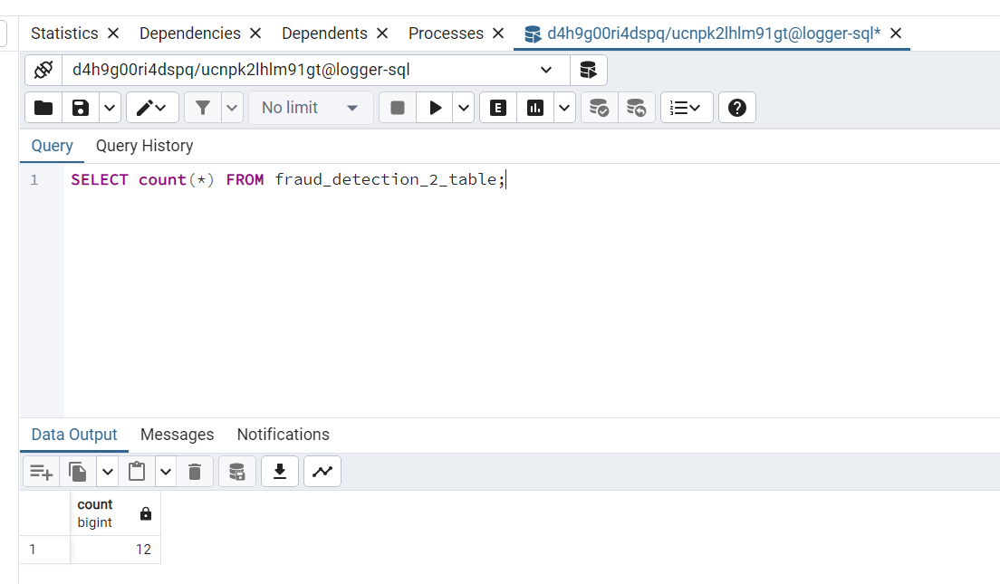 Statistics Dependencies Dependents Processes d4h9g00ri4dspq/ucnpk2lhlm91gt@logger-sql*
d4h9g00ri4dspq/ucnpk2lhlm91gt@logger-sql
No limit E
Query Query History
1 SELECT count(*) FROM fraud_detection_2_table;
Data Output Messages Notifications
count
bigint
1 12